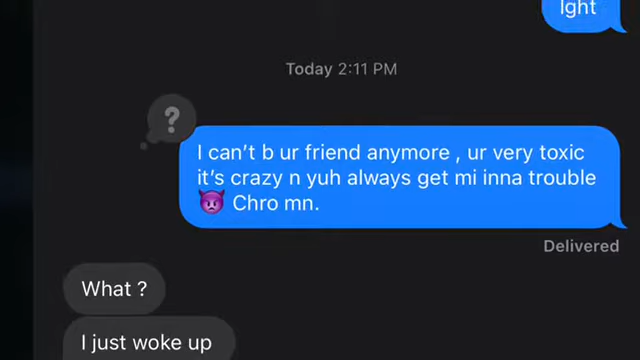 Ight
Today 2:11 PM
?
I can't b ur friend anymore , ur very toxic
it's crazy n yuh always get mi inna trouble
👿 Chro mn.
Delivered
What ?
I just woke up